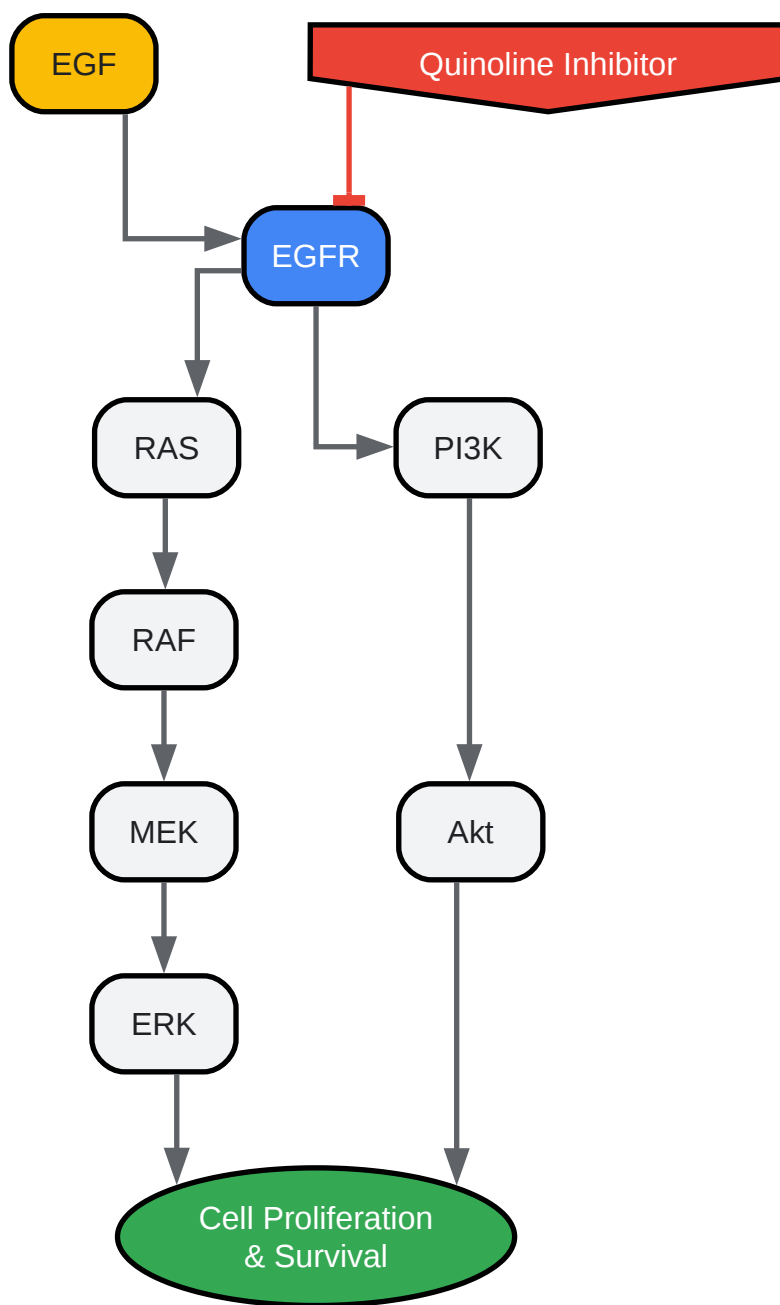 EGF
Quinoline Inhibitor
EGFR
RAS
PI3K
RAF
MEK
Akt
ERK
Cell Proliferation
& Survival